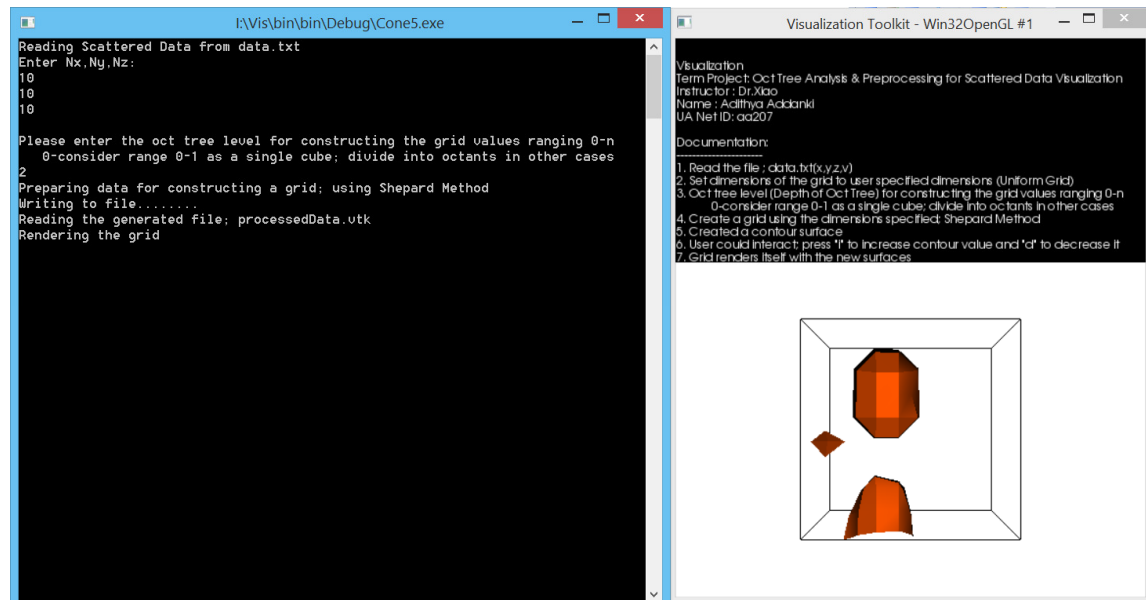 I:\Vis\bin\bin\Debug\Cone5.exe
Reading Scattered Data from data.txt
Enter Nx,Ny,Nz:
10
10
10
Please enter the oct tree level for constructing the grid values ranging 0-n
0-consider range 0-1 as a single cube; divide into octants in other cases
2
Preparing data for constructing a grid; using Shepard Method
Writing to file........
Reading the generated file; processedData.vtk
Rendering the grid
Visualization Toolkit - Win32OpenGL #1
Visualization
Term Project: Oct Tree Analysis & Preprocessing for Scattered Data Visualization
Instructor : Dr.Xiao
Name : Adithya Addanki
UA Net ID: aa207
Documentation:
----------------------
1. Read the file ; data.txt(x,y,z,v)
2. Set dimensions of the grid to user specified dimensions (Uniform Grid)
3. Oct tree level (Depth of Oct Tree) for constructing the grid values ranging 0-n
0-consider range 0-1 as a single cube; divide into octants in other cases
4. Create a grid using the dimensions specified; Shepard Method
5. Created a contour surface
6. User could interact; press "i" to increase contour value and "d" to decrease it
7. Grid renders itself with the new surfaces